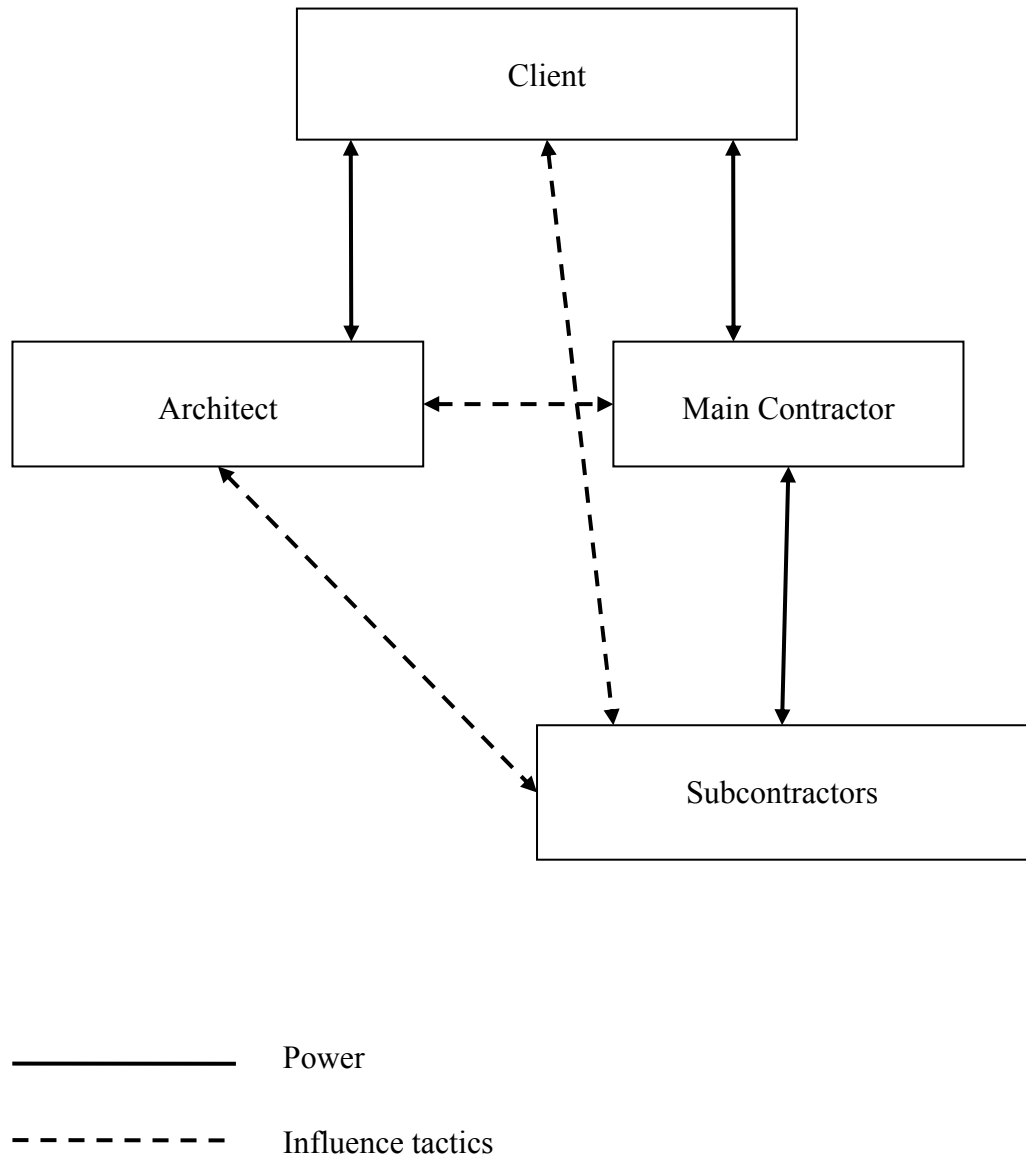 Client
Architect
Main Contractor
Subcontractors
Power
Influence tactics